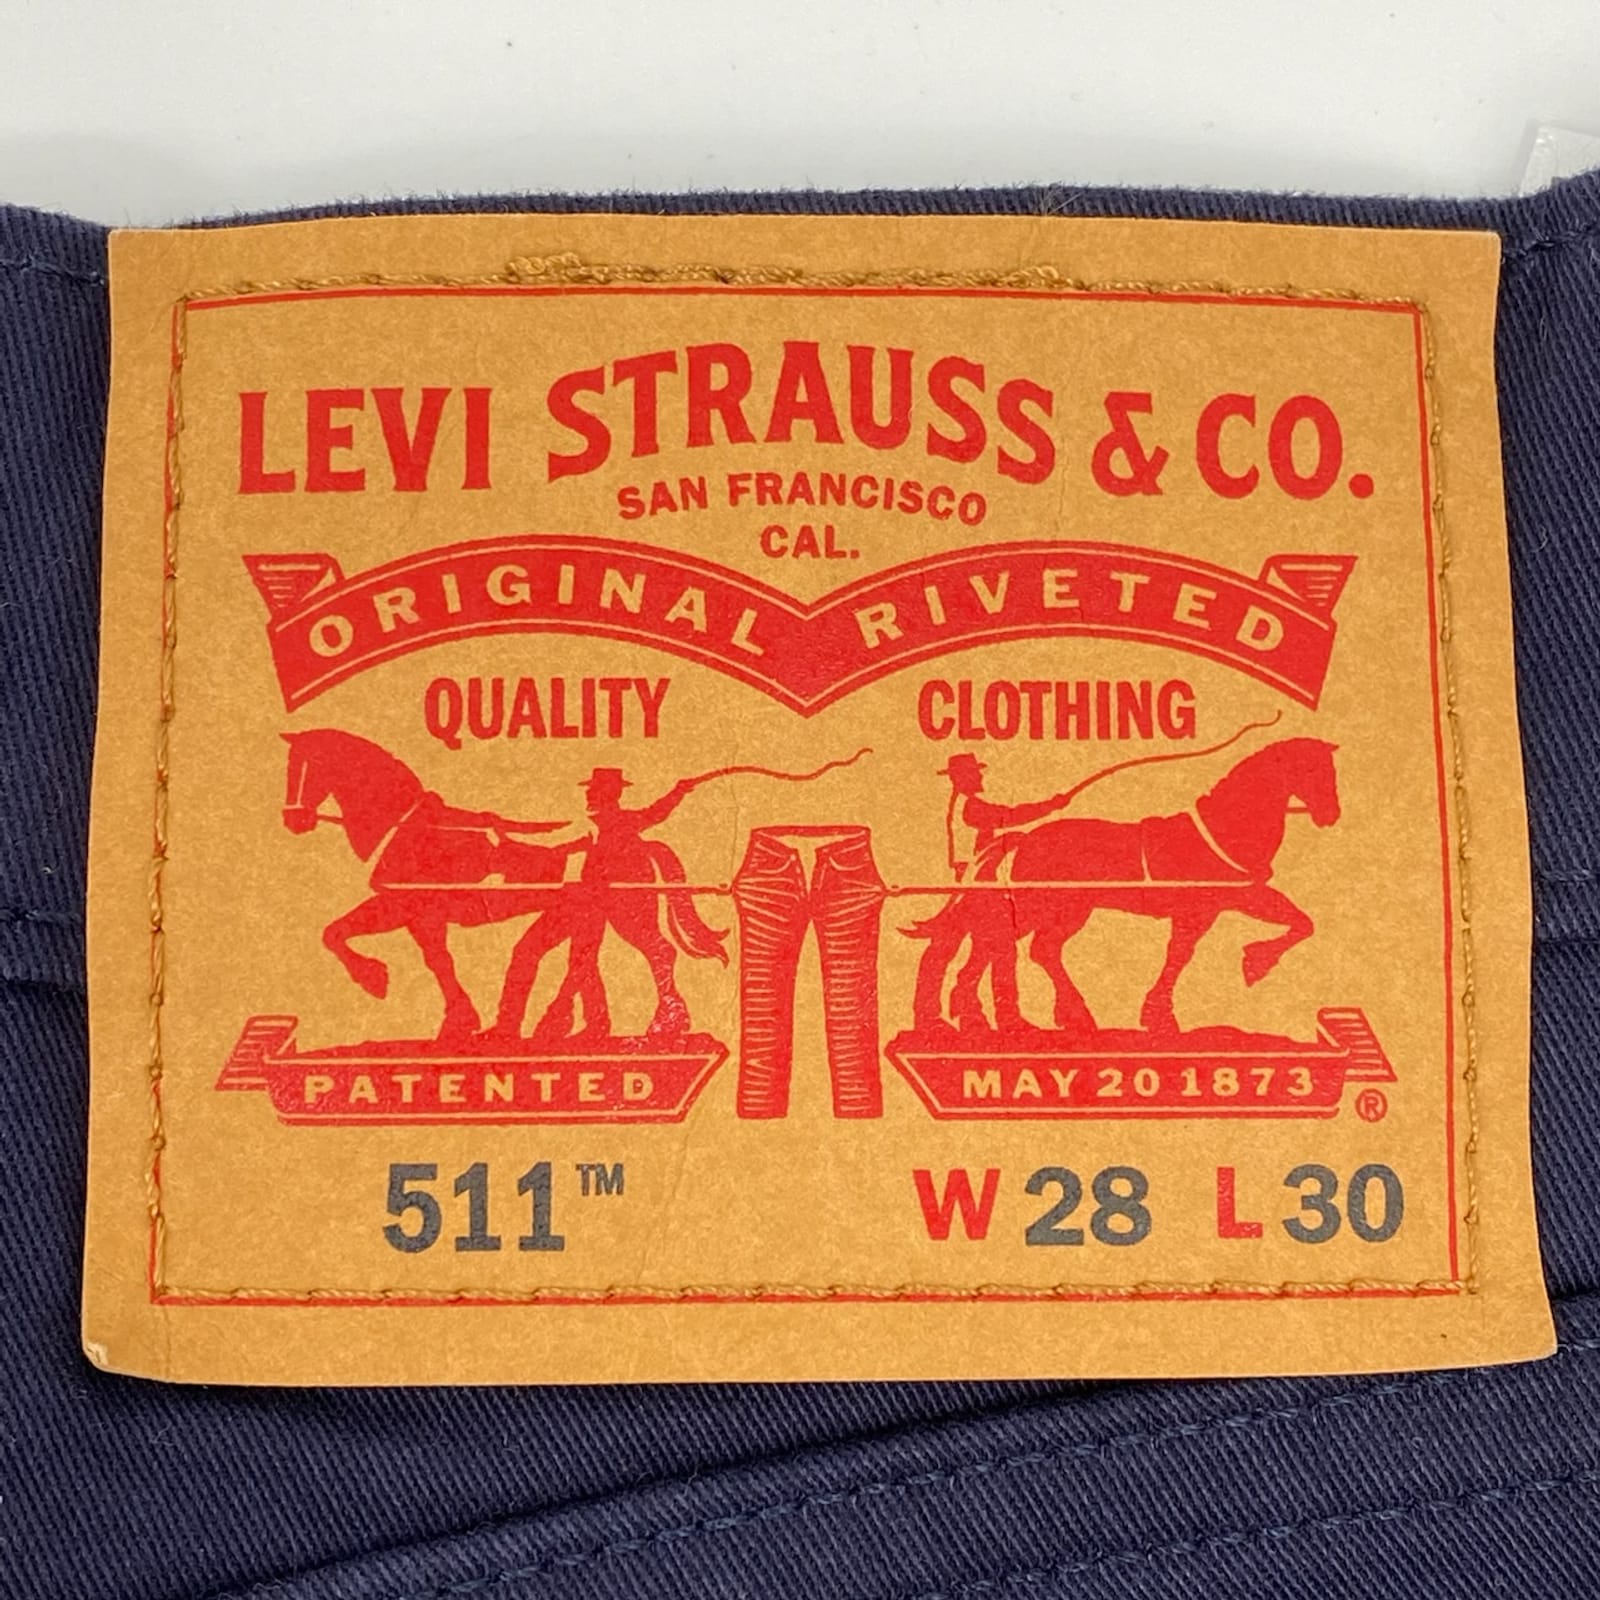 LEVI STRAUSS & CO.
SAN FRANCISCO
CAL.
ORIGINAL RIVETED
QUALITY CLOTHING
PATENTED MAY 20 1873 ®
511™ W 28 L 30